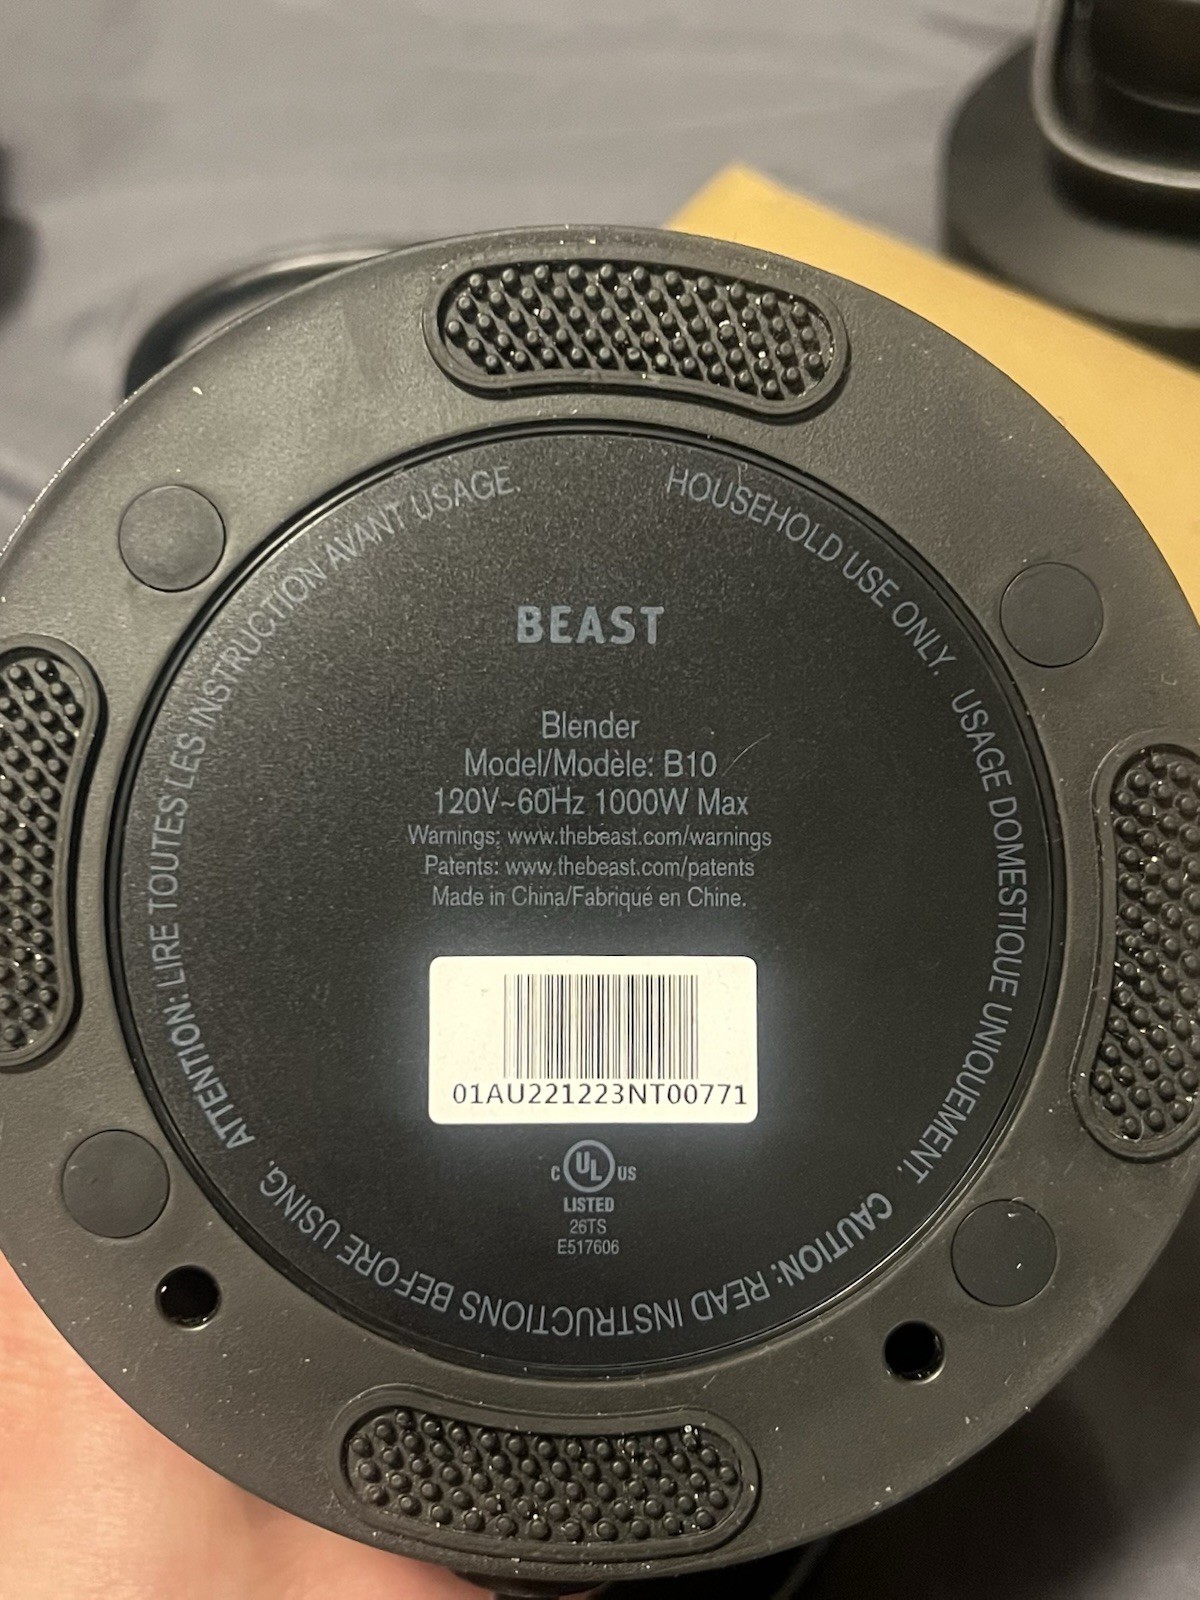 BEAST
Blender
Model/Modèle: B10
120V~60Hz 1000W Max
Warnings: www.thebeast.com/warnings
Patents: www.thebeast.com/patents
Made in China/Fabriqué en Chine.
01AU221223NT00771
C UL US
LISTED
26TS
E517606
HOUSEHOLD USE ONLY. USAGE DOMESTIQUE UNIQUEMENT.
CAUTION: READ INSTRUCTIONS BEFORE USING.
ATTENTION: LIRE TOUTES LES INSTRUCTION AVANT USAGE.